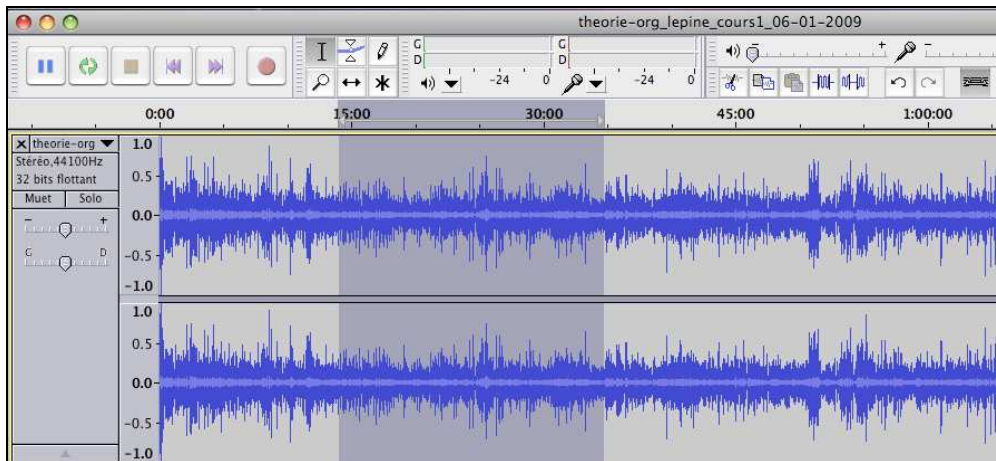 theorie-org_lepine_cours1_06-01-2009
G
D
-24 0
G
D
-24 0
- +
-
0:00 15:00 30:00 45:00 1:00:00
X theorie-org
Stéréo,44100Hz
32 bits flottant
Muet Solo
- +
G D
1.0
0.5
0.0
-0.5
-1.0
1.0
0.5
0.0
-0.5
-1.0